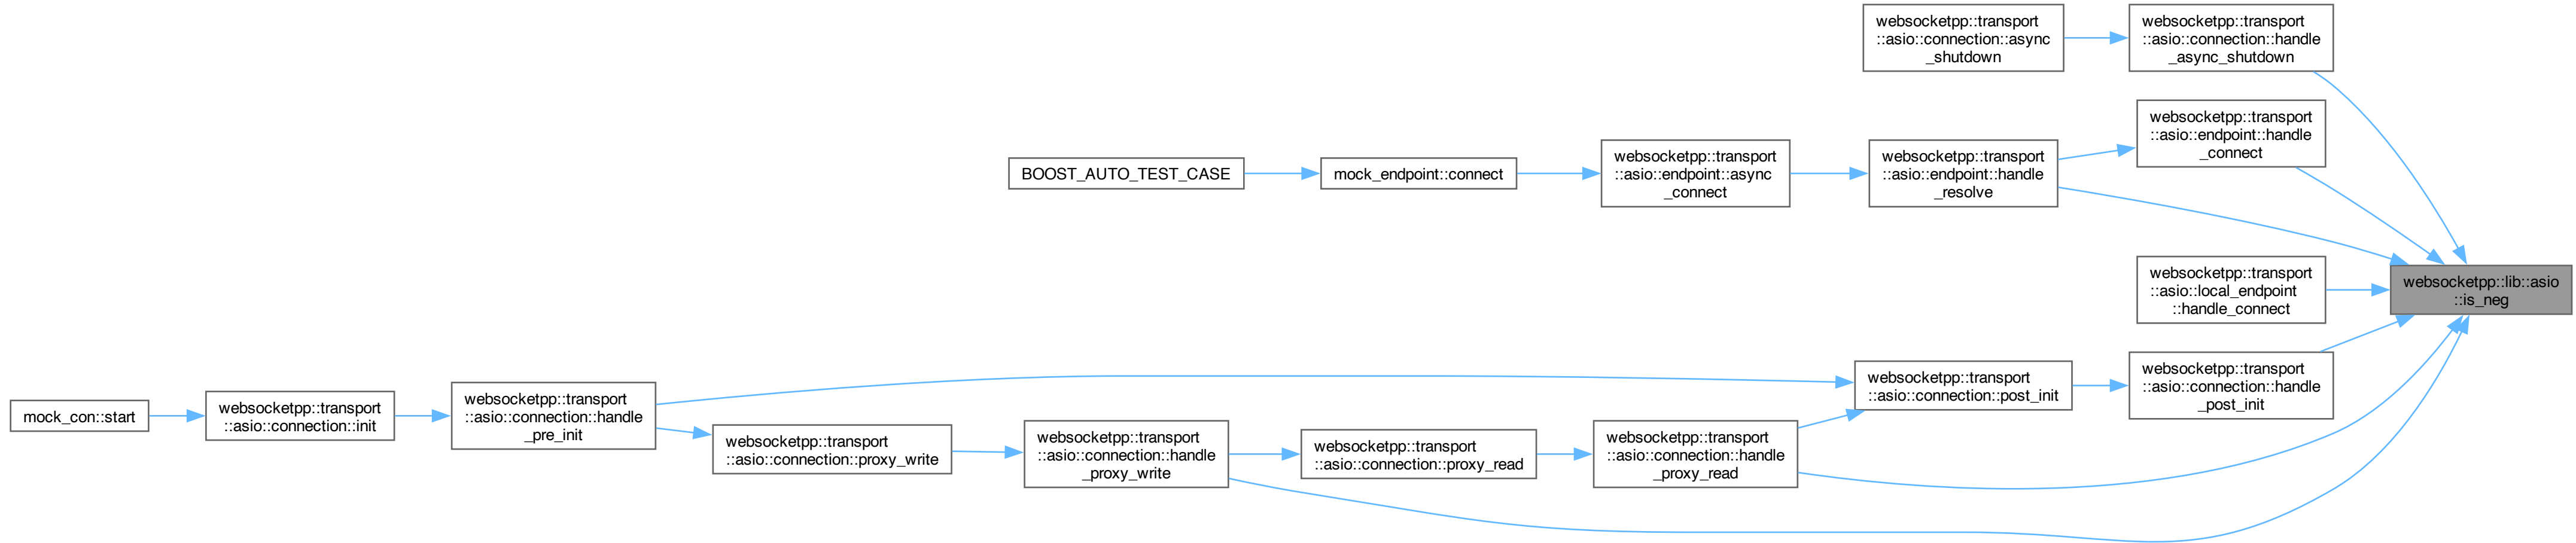 websocketpp::transport
::asio::connection::async
_shutdown
websocketpp::transport
::asio::connection::handle
_async_shutdown
websocketpp::transport
::asio::endpoint::handle
_connect
BOOST_AUTO_TEST_CASE
mock_endpoint::connect
websocketpp::transport
::asio::endpoint::async
_connect
websocketpp::transport
::asio::endpoint::handle
_resolve
websocketpp::transport
::asio::local_endpoint
::handle_connect
websocketpp::lib::asio
::is_neg
mock_con::start
websocketpp::transport
::asio::connection::init
websocketpp::transport
::asio::connection::handle
_pre_init
websocketpp::transport
::asio::connection::proxy_write
websocketpp::transport
::asio::connection::handle
_proxy_write
websocketpp::transport
::asio::connection::proxy_read
websocketpp::transport
::asio::connection::handle
_proxy_read
websocketpp::transport
::asio::connection::post_init
websocketpp::transport
::asio::connection::handle
_post_init